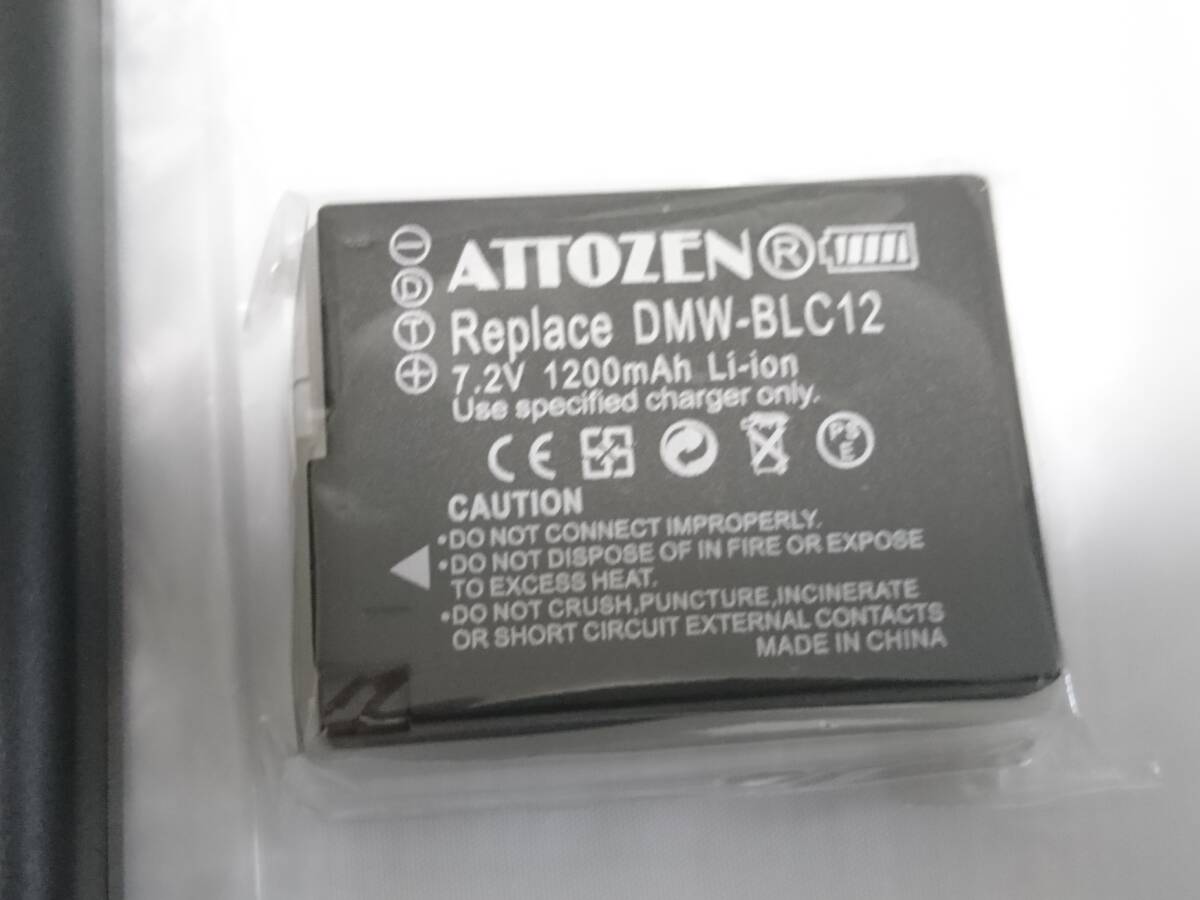 ATTOZEN®
Replace DMW-BLC12
7.2V 1200mAh Li-ion
Use specified charger only.
D
T
CE
PSE
CAUTION
•DO NOT CONNECT IMPROPERLY.
•DO NOT DISPOSE OF IN FIRE OR EXPOSE
TO EXCESS HEAT.
•DO NOT CRUSH,PUNCTURE,INCINERATE
OR SHORT CIRCUIT EXTERNAL CONTACTS
MADE IN CHINA